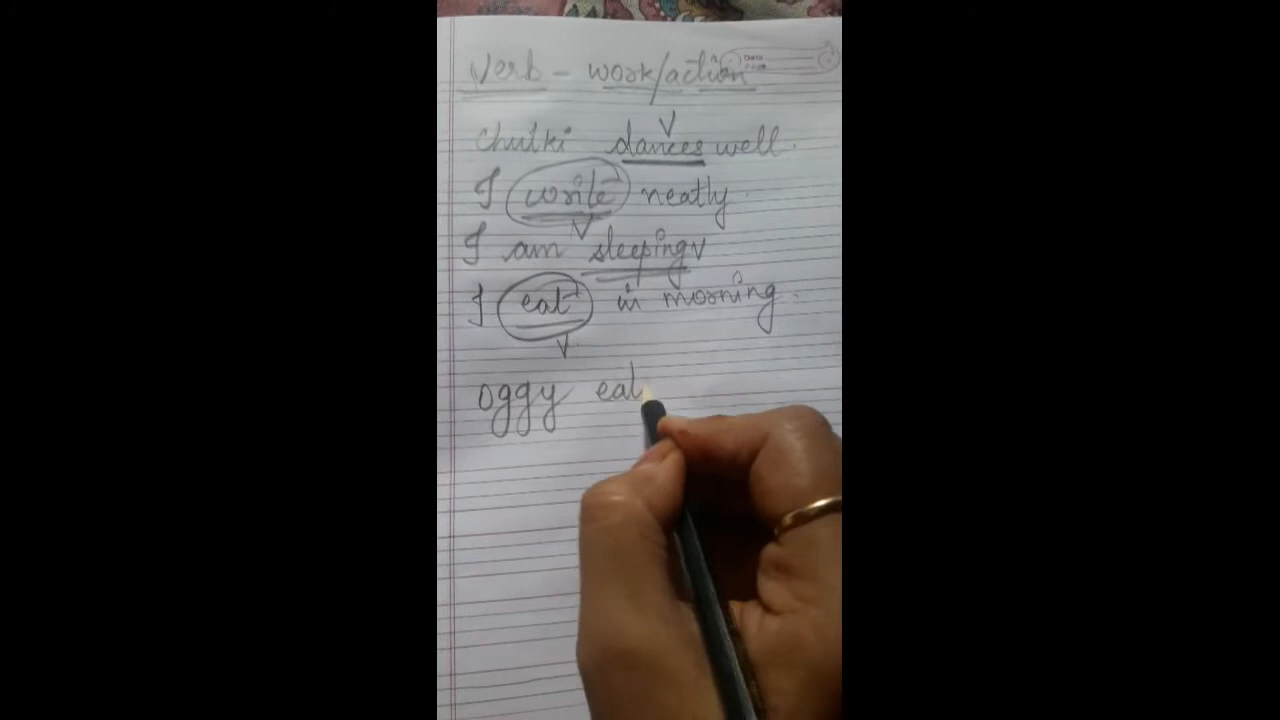 Verb - work/action
Chutki dances well.
V
I write neatly.
V
I am sleeping V
I eat in morning.
V
oggy eat